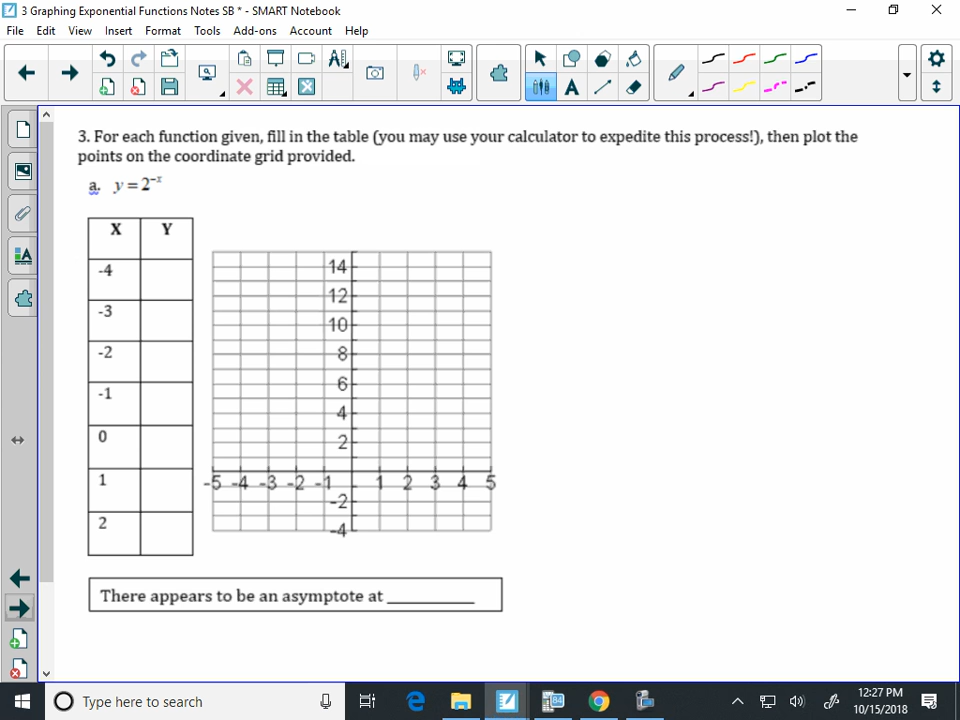 3 Graphing Exponential Functions Notes SB * - SMART Notebook
File Edit View Insert Format Tools Add-ons Account Help
3. For each function given, fill in the table (you may use your calculator to expedite this process!), then plot the
points on the coordinate grid provided.
a. y = 2⁻ˣ
X Y
-4
-3
-2
-1
0
1
2
14
12
10
8
6
4
2
-5 -4 -3 -2 -1 1 2 3 4 5
-2
-4
There appears to be an asymptote at __________
Type here to search
12:27 PM
10/15/2018